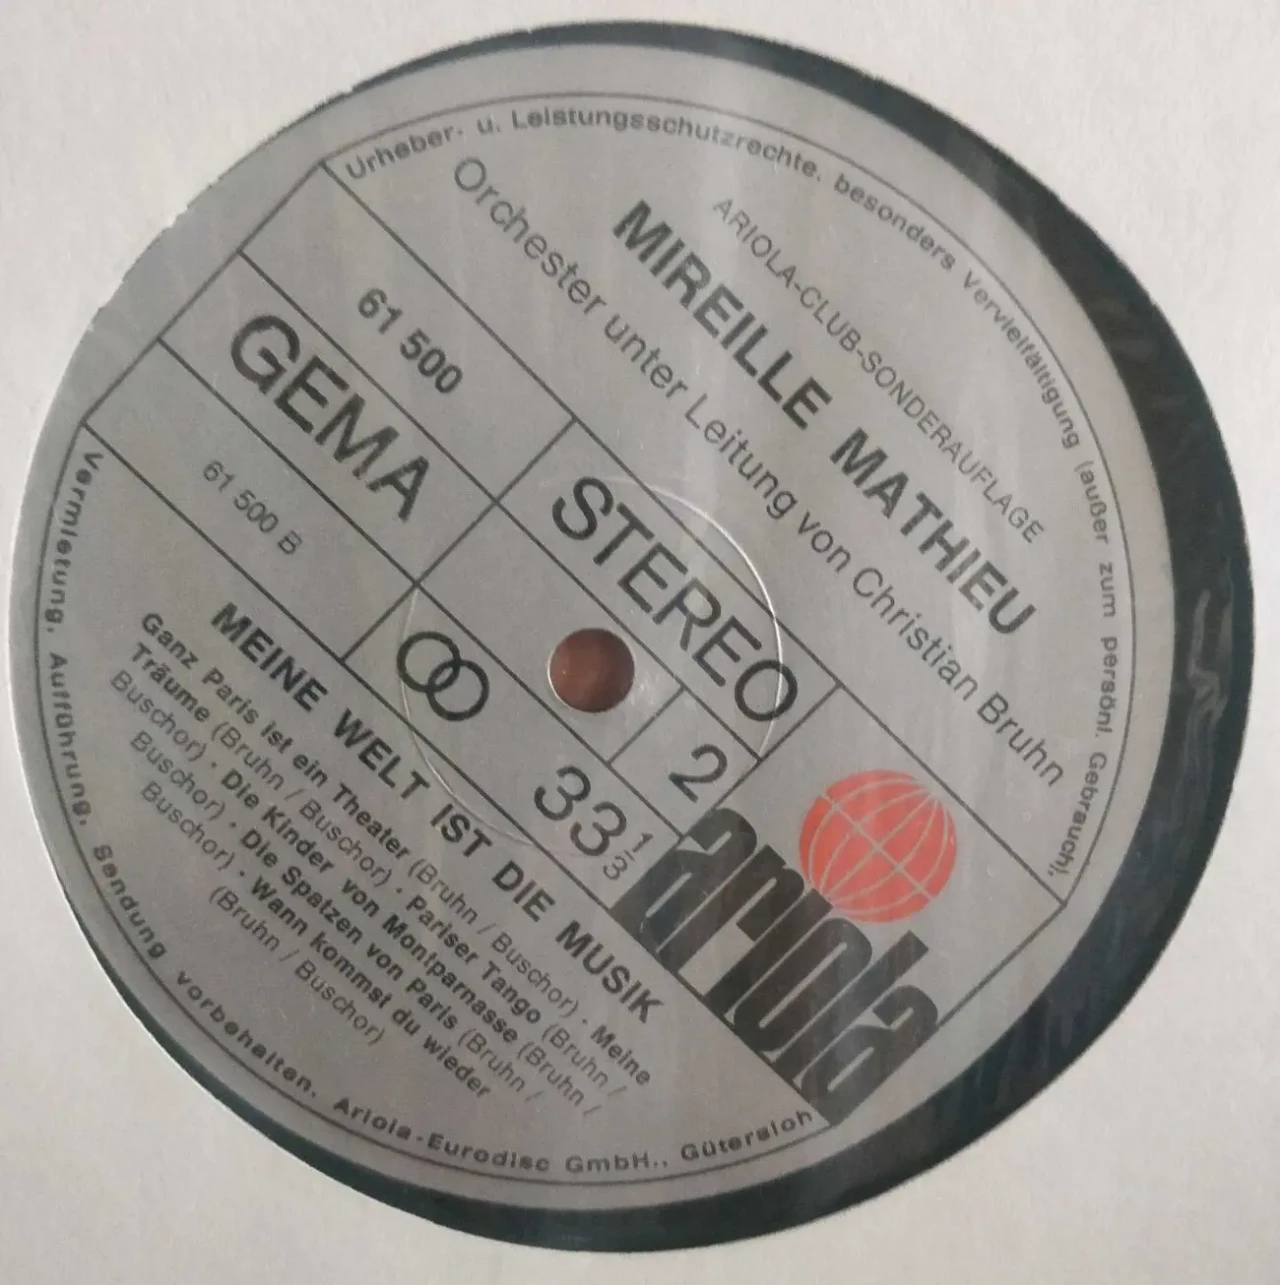 Urheber- u. Leistungsschutzrechte, besonders Vervielfältigung (außer zum persönl. Gebrauch),
ARIOLA-CLUB-SONDERAUFLAGE
MIREILLE MATHIEU
Orchester unter Leitung von Christian Bruhn
61 500
STEREO
GEMA
2
ariola
61 500 B
33 1/3
MEINE WELT IST DIE MUSIK
Ganz Paris ist ein Theater (Bruhn / Buschor) · Meine
Träume (Bruhn / Buschor) · Pariser Tango (Bruhn /
Buschor) · Die Kinder von Montparnasse (Bruhn /
Buschor) · Die Spatzen von Paris (Bruhn /
Buschor) · Wann kommst du wieder
(Bruhn / Buschor)
Vermietung, Aufführung, Sendung vorbehalten. Ariola-Eurodisc GmbH., Gütersloh